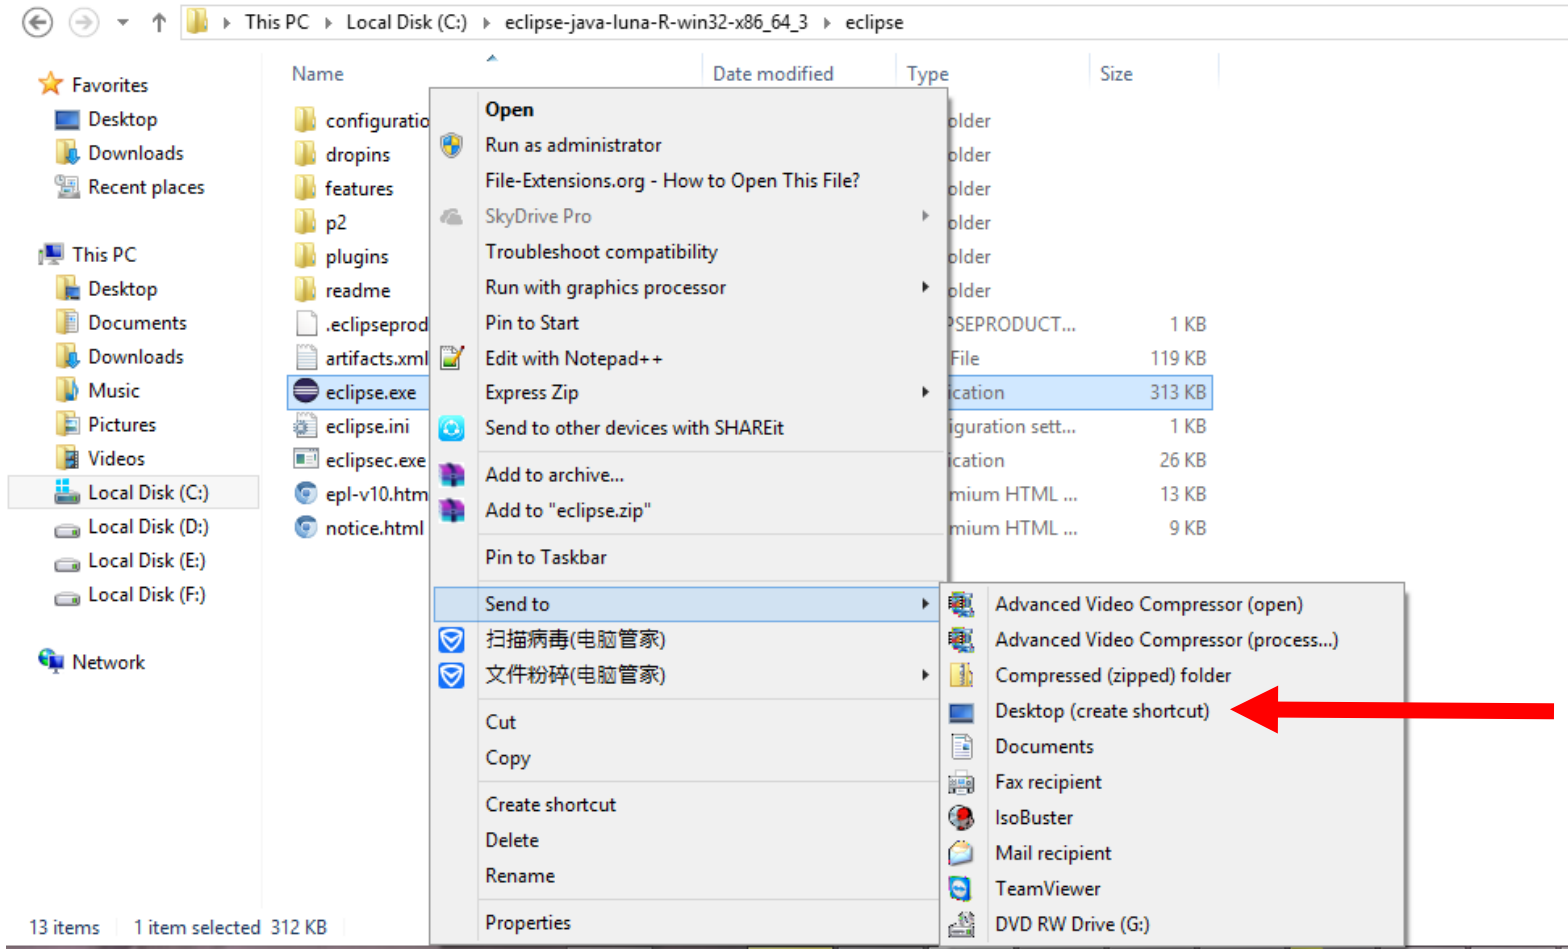 This PC Local Disk (C:) eclipse-java-luna-R-win32-x86_64_3 eclipse
Name Date modified Type Size
Favorites
Desktop
Downloads
Recent places
This PC
Desktop
Documents
Downloads
Music
Pictures
Videos
Local Disk (C:)
Local Disk (D:)
Local Disk (E:)
Local Disk (F:)
Network
configuratio
dropins
features
p2
plugins
readme
.eclipseprod
artifacts.xml
eclipse.exe
eclipse.ini
eclipsec.exe
epl-v10.htm
notice.html
Open
Run as administrator
File-Extensions.org - How to Open This File?
SkyDrive Pro
Troubleshoot compatibility
Run with graphics processor
Pin to Start
Edit with Notepad++
Express Zip
Send to other devices with SHAREit
Add to archive...
Add to "eclipse.zip"
Pin to Taskbar
Send to
扫描病毒(电脑管家)
文件粉碎(电脑管家)
Cut
Copy
Create shortcut
Delete
Rename
Properties
older
older
older
older
older
older
PSEPRODUCT... 1 KB
File 119 KB
ication 313 KB
iguration sett... 1 KB
ication 26 KB
mium HTML ... 13 KB
mium HTML ... 9 KB
Advanced Video Compressor (open)
Advanced Video Compressor (process...)
Compressed (zipped) folder
Desktop (create shortcut)
Documents
Fax recipient
IsoBuster
Mail recipient
TeamViewer
DVD RW Drive (G:)
13 items 1 item selected 312 KB